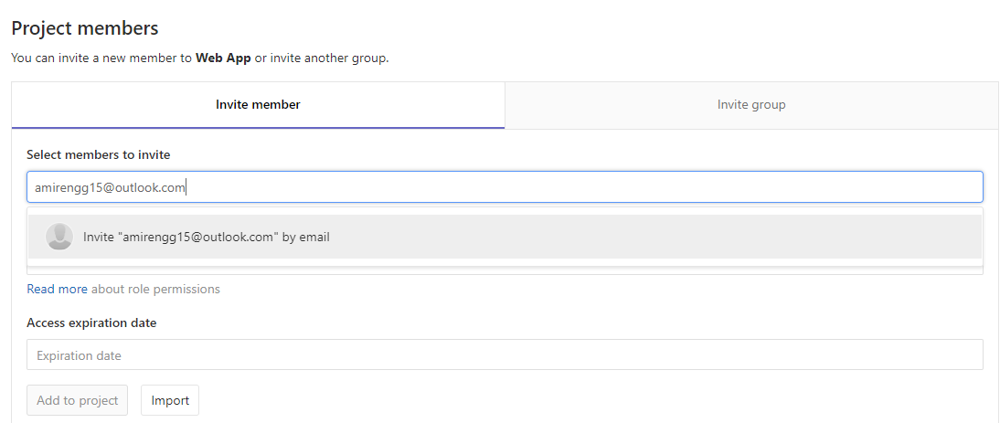 Project members
You can invite a new member to Web App or invite another group.
Invite member
Invite group
Select members to invite
amirengg15@outlook.com
Invite "amirengg15@outlook.com" by email
Read more about role permissions
Access expiration date
Expiration date
Add to project
Import